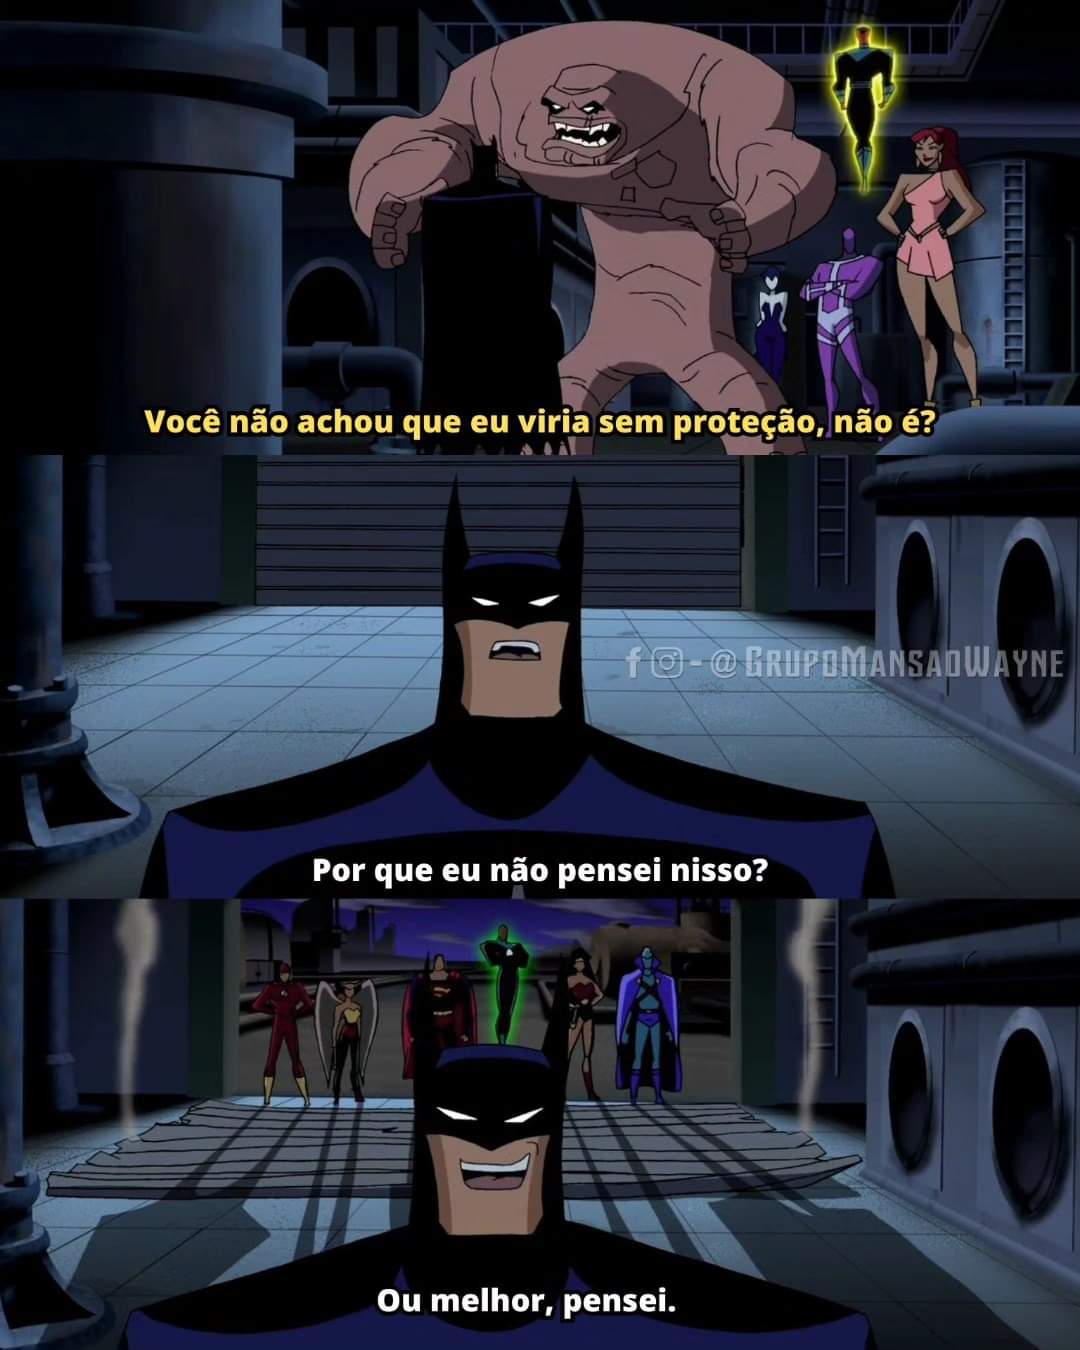 Você não achou que eu viria sem proteção, não é?
f - @GRUPOMANSAOWAYNE
Por que eu não pensei nisso?
Ou melhor, pensei.